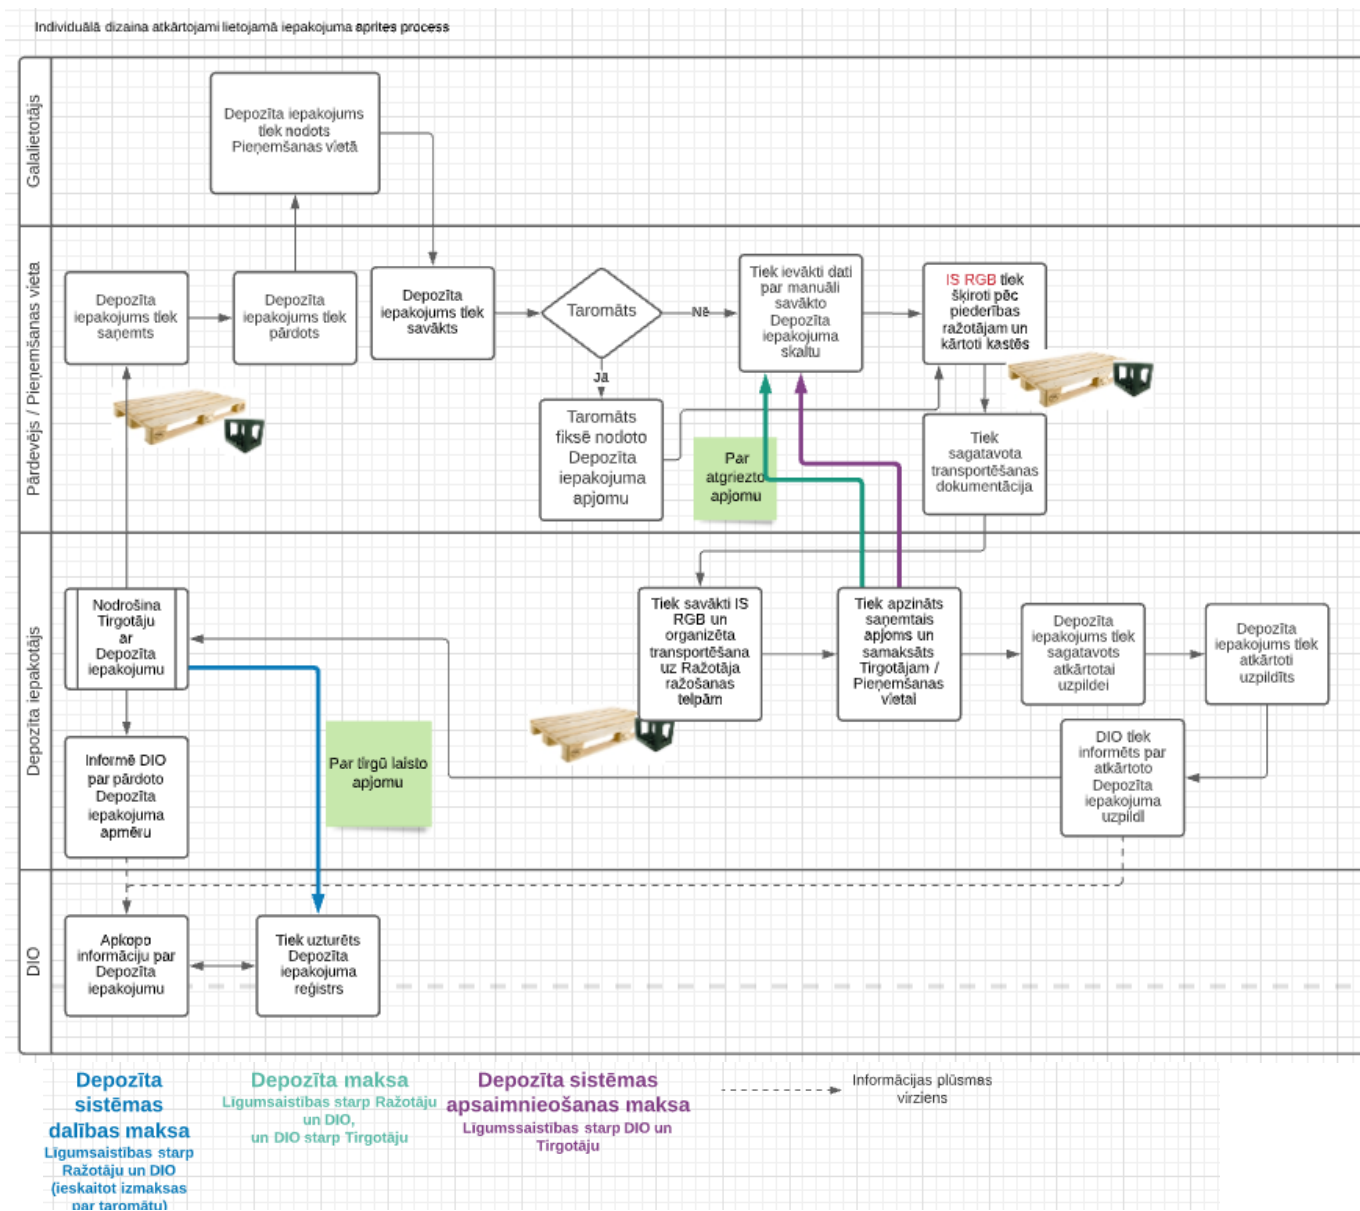 Individuālā dizaina atkārtojami lietojamā iepakojuma aprites process
Galalietotājs
Depozīta iepakojums
tiek nodots
Pieņemšanas vietā
Pārdevējs / Pieņemšanas vieta
Depozīta
iepakojums tiek
saņemts
Depozīta
iepakojums tiek
pārdots
Depozīta
iepakojums tiek
savākts
Taromāts
Nē
Jā
Tiek ievākti dati
par manuāli
savākto
Depozīta
iepakojuma
skaitu
IS RGB tiek
šķiroti pēc
piederības
ražotājam un
kārtoti kastēs
Taromāts
fiksē nodoto
Depozīta
iepakojuma
apjomu
Par
atgriezto
apjomu
Tiek
sagatavota
transportēšanas
dokumentācija
Depozīta iepakotājs
Nodrošina
Tirgotāju
ar
Depozīta
iepakojumu
Tiek savākti IS
RGB un
organizēta
transportēšana
uz Ražotāja
ražošanas
telpām
Tiek apzināts
saņemtais
apjoms un
samaksāts
Tirgotājam /
Pieņemšanas
vietai
Depozīta
iepakojums tiek
sagatavots
atkārtotai
uzpildei
Depozīta
iepakojums tiek
atkārtoti
uzpildīts
Informē DIO
par pārdoto
Depozīta
iepakojuma
apmēru
Par tirgū laisto
apjomu
DIO tiek
informēts par
atkārtoto
Depozīta
iepakojuma
uzpildi
DIO
Apkopo
informāciju par
Depozīta
iepakojumu
Tiek uzturēts
Depozīta
iepakojuma
reģistrs
Depozīta
sistēmas
dalības maksa
Līgumsaistības starp
Ražotāju un DIO
(ieskaitot izmaksas
par taromātu)
Depozīta maksa
Līgumsaistības starp Ražotāju
un DIO,
un DIO starp Tirgotāju
Depozīta sistēmas
apsaimnieošanas maksa
Līgumssaistības starp DIO un
Tirgotāju
Informācijas plūsmas
virziens